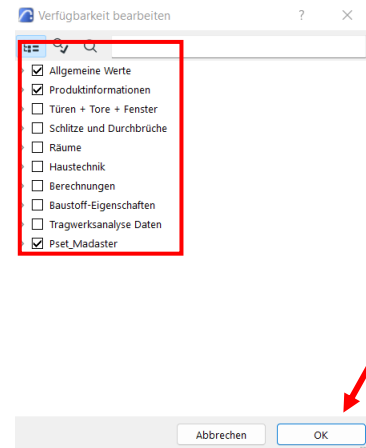 Verfügbarkeit bearbeiten
Allgemeine Werte
Produktinformationen
Türen + Tore + Fenster
Schlitze und Durchbrüche
Räume
Haustechnik
Berechnungen
Baustoff-Eigenschaften
Tragwerksanalyse Daten
Pset_Madaster
Abbrechen OK